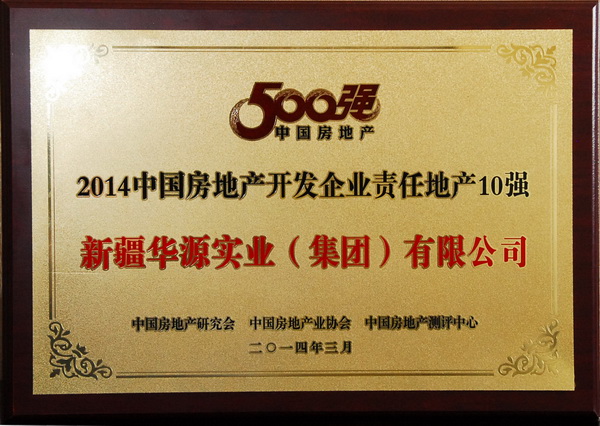 500强
中国房地产
2014中国房地产开发企业责任地产10强
新疆华源实业（集团）有限公司
中国房地产研究会 中国房地产业协会 中国房地产测评中心
二〇一四年三月